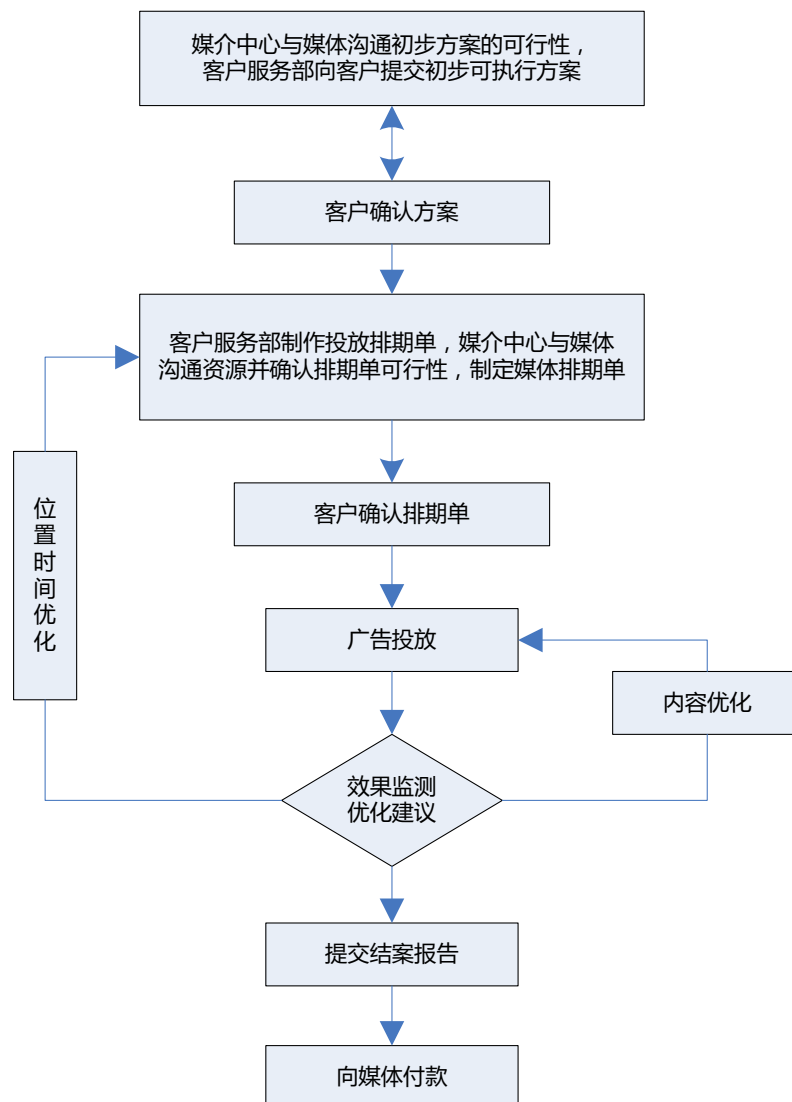 媒介中心与媒体沟通初步方案的可行性，
客户服务部向客户提交初步可执行方案
客户确认方案
客户服务部制作投放排期单，媒介中心与媒体
沟通资源并确认排期单可行性，制定媒体排期单
位置时间优化
客户确认排期单
广告投放
内容优化
效果监测
优化建议
提交结案报告
向媒体付款